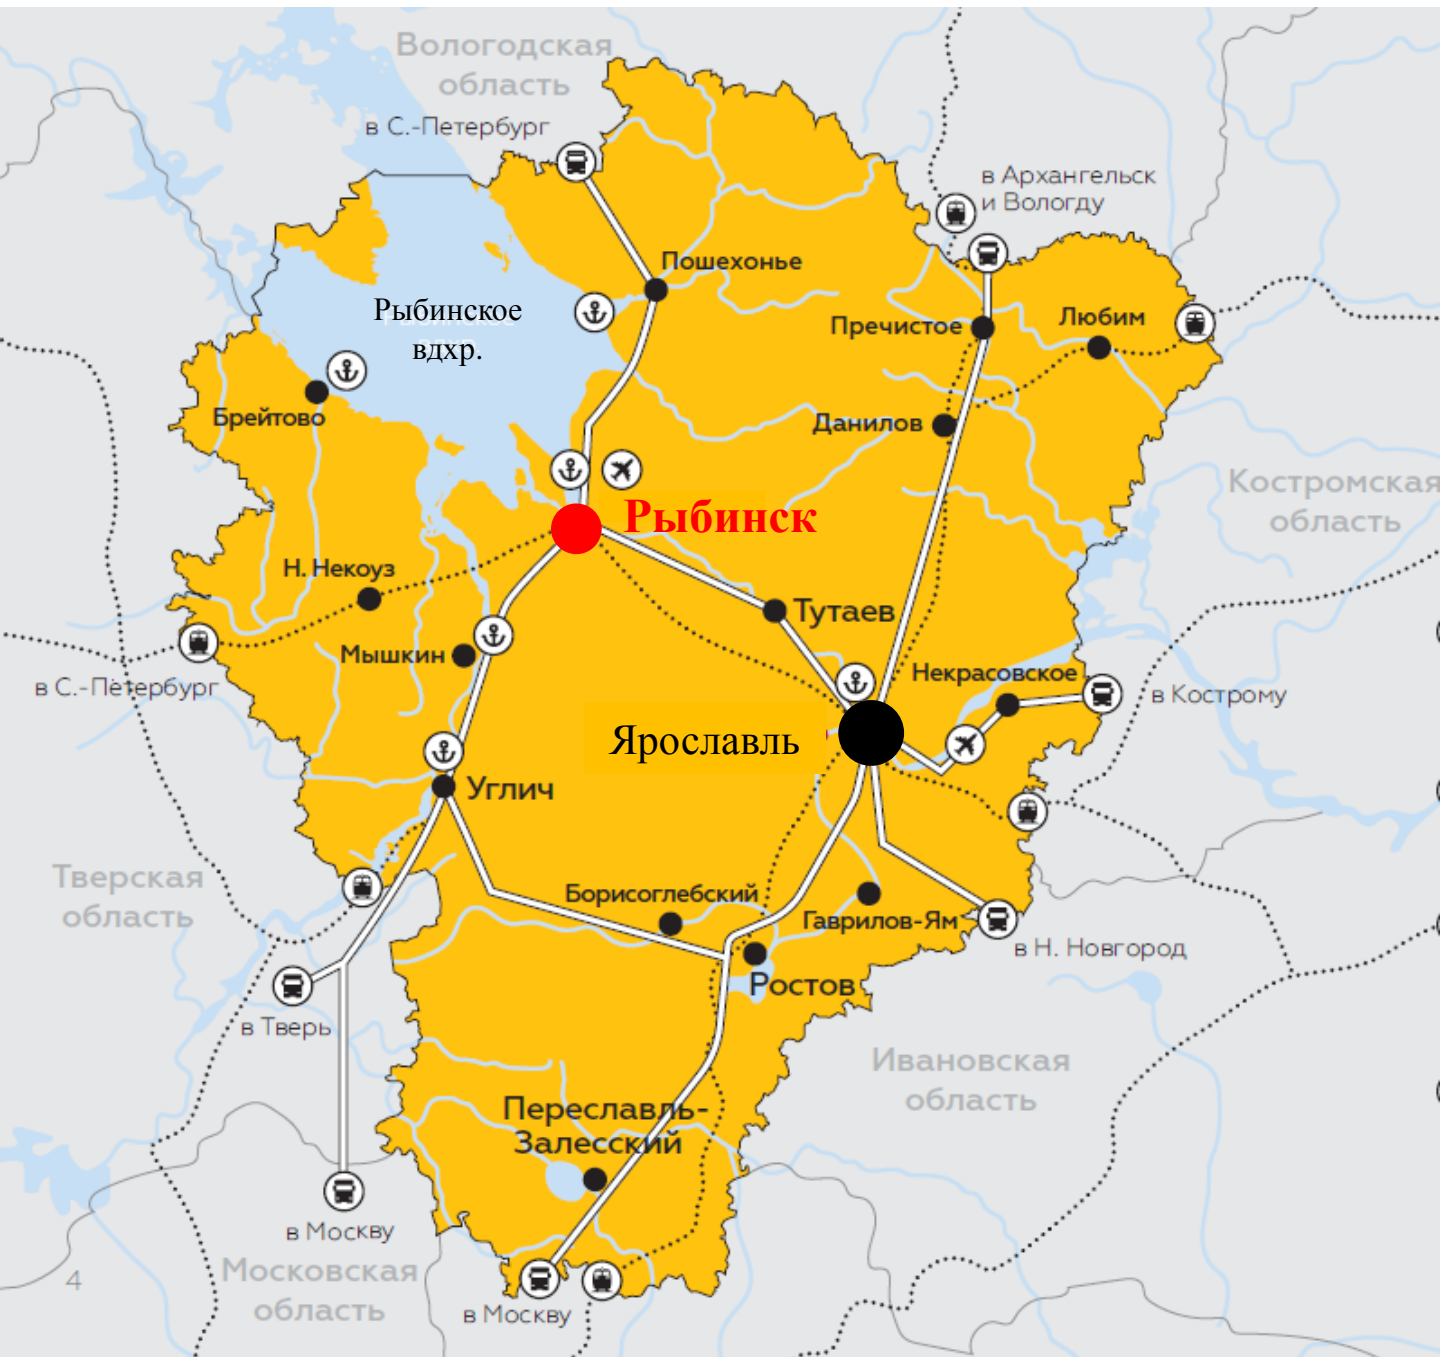 Вологодская
область
в С.-Петербург
в Архангельск
и Вологду
Пошехонье
Рыбинское
вдхр.
Пречистое
Любим
Брейтово
Данилов
Костромская
область
Рыбинск
Н. Некоуз
Тутаев
Мышкин
Некрасовское
в С.-Петербург
в Кострому
Ярославль
Углич
Тверская
область
Борисоглебский
Гаврилов-Ям
в Н. Новгород
Ростов
в Тверь
Ивановская
область
Переславль-
Залесский
в Москву
Московская
область
4
в Москву